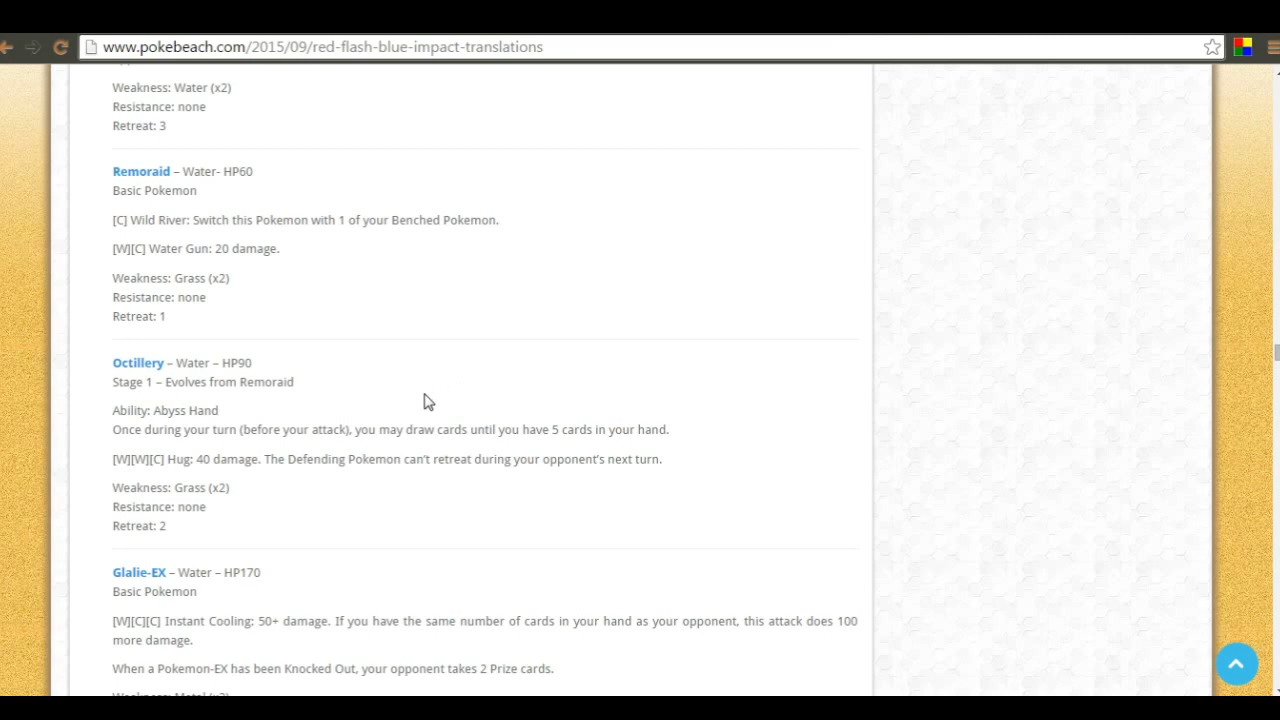 www.pokebeach.com/2015/09/red-flash-blue-impact-translations
Weakness: Water (x2)
Resistance: none
Retreat: 3
Remoraid – Water- HP60
Basic Pokemon
[C] Wild River: Switch this Pokemon with 1 of your Benched Pokemon.
[W][C] Water Gun: 20 damage.
Weakness: Grass (x2)
Resistance: none
Retreat: 1
Octillery – Water – HP90
Stage 1 – Evolves from Remoraid
Ability: Abyss Hand
Once during your turn (before your attack), you may draw cards until you have 5 cards in your hand.
[W][W][C] Hug: 40 damage. The Defending Pokemon can't retreat during your opponent's next turn.
Weakness: Grass (x2)
Resistance: none
Retreat: 2
Glalie-EX – Water – HP170
Basic Pokemon
[W][C][C] Instant Cooling: 50+ damage. If you have the same number of cards in your hand as your opponent, this attack does 100
more damage.
When a Pokemon-EX has been Knocked Out, your opponent takes 2 Prize cards.
Weakness: Metal (x2)